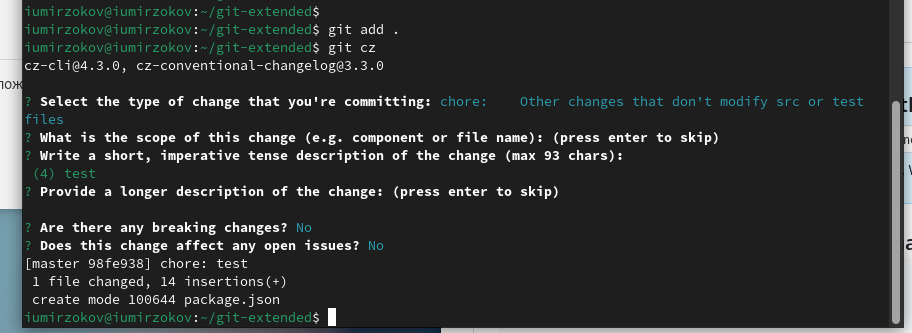 iumirzokov@iumirzokov:~/git-extended$
iumirzokov@iumirzokov:~/git-extended$ git add .
iumirzokov@iumirzokov:~/git-extended$ git cz
cz-cli@4.3.0, cz-conventional-changelog@3.3.0
? Select the type of change that you're committing: chore:    Other changes that don't modify src or test
files
? What is the scope of this change (e.g. component or file name): (press enter to skip)
? Write a short, imperative tense description of the change (max 93 chars):
(4) test
? Provide a longer description of the change: (press enter to skip)
? Are there any breaking changes? No
? Does this change affect any open issues? No
[master 98fe938] chore: test
1 file changed, 14 insertions(+)
create mode 100644 package.json
iumirzokov@iumirzokov:~/git-extended$